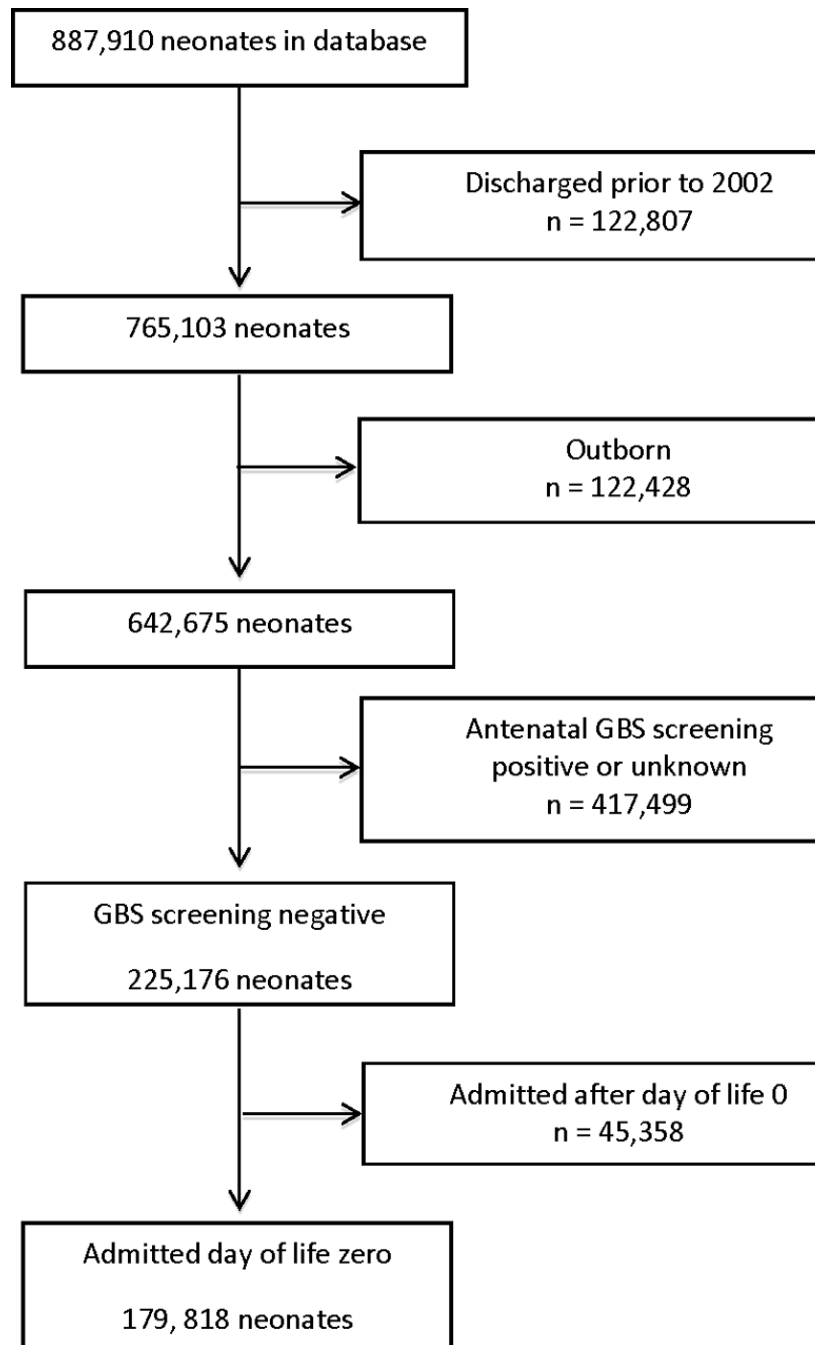 887,910 neonates in database
Discharged prior to 2002
n = 122,807
765,103 neonates
Outborn
n = 122,428
642,675 neonates
Antenatal GBS screening
positive or unknown
n = 417,499
GBS screening negative
225,176 neonates
Admitted after day of life 0
n = 45,358
Admitted day of life zero
179, 818 neonates